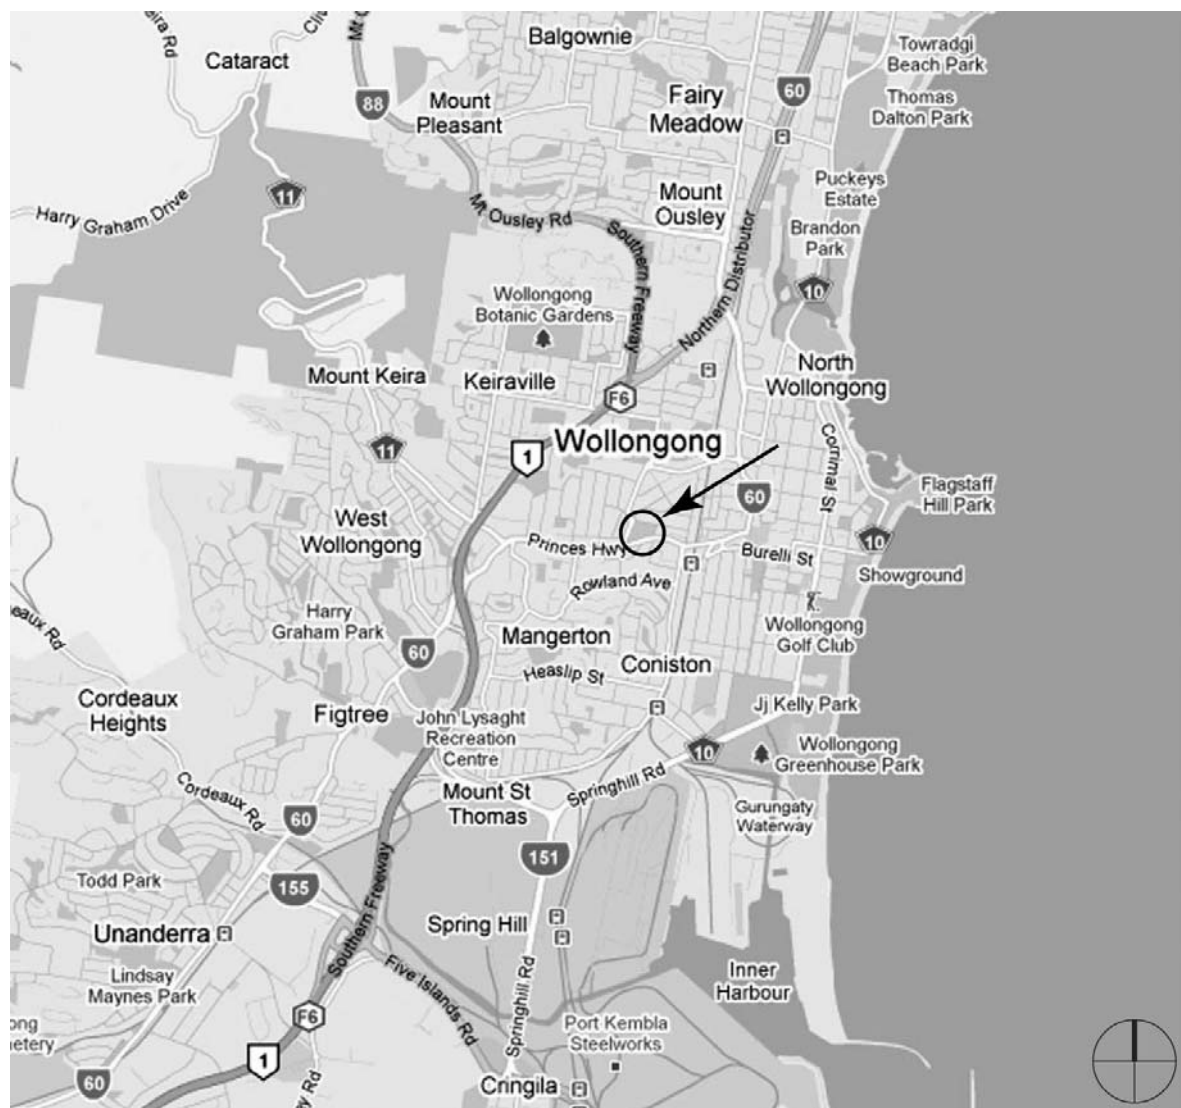 Balgownie
Towradgi
Beach Park
Cataract
88
Mount
Pleasant
Fairy
Meadow
60
Thomas
Dalton Park
11
Harry Graham Drive
Mt Ousley Rd
Southern Freeway
Mount
Ousley
Northern Distributor
Puckeys
Estate
Brandon
Park
10
Wollongong
Botanic Gardens
Mount Keira
Keiraville
F6
North
Wollongong
11
1
Wollongong
Corrimal St
60
Flagstaff
Hill Park
West
Wollongong
Princes Hwy
Burelli St
10
Showground
Rowland Ave
Harry
Graham Park
60
Mangerton
Heaslip St
Coniston
Wollongong
Golf Club
Cordeaux
Heights
Figtree
John Lysaght
Recreation
Centre
Jj Kelly Park
10
Wollongong
Greenhouse Park
Cordeaux Rd
60
Mount St
Thomas
Springhill Rd
Gurungaty
Waterway
151
Todd Park
155
Southern Freeway
Unanderra
Spring Hill
Lindsay
Maynes Park
Five Islands Rd
Springhill Rd
Inner
Harbour
F6
Port Kembla
Steelworks
1
60
Cringila